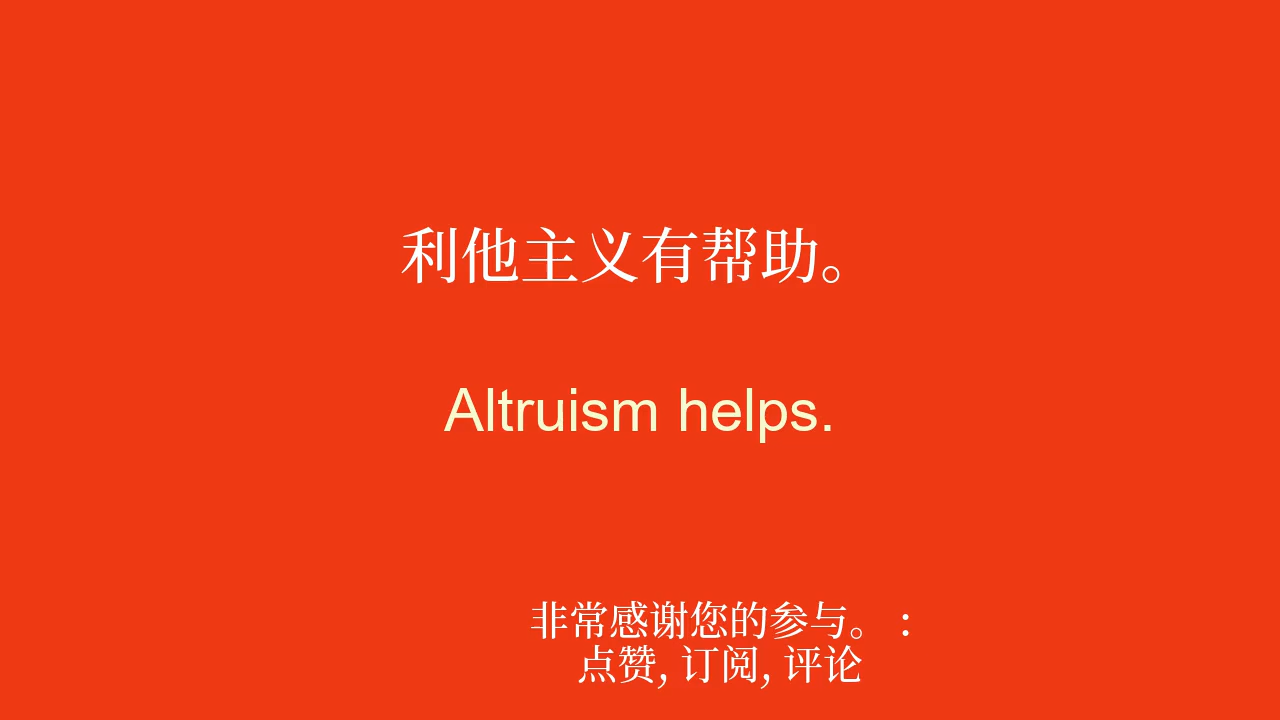 利他主义有帮助。
Altruism helps.
非常感谢您的参与。 :
点赞, 订阅, 评论